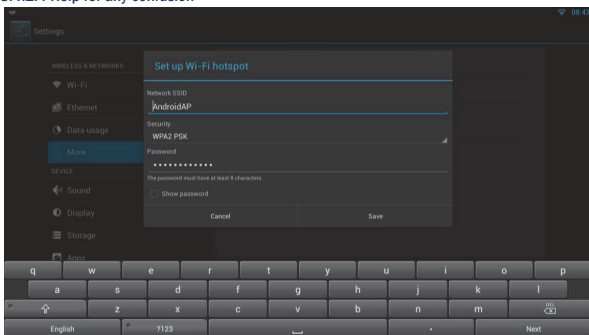 08:43
Settings
WIRELESS & NETWORKS
Wi-Fi
Ethernet
Data usage
More...
DEVICE
Sound
Display
Storage
Apps
Set up Wi-Fi hotspot
Network SSID
AndroidAP
Security
WPA2 PSK
Password
••••••••••••
The password must have at least 8 characters.
Show password
Cancel Save
q w e r t y u i o p
a s d f g h j k l
z x c v b n m DEL
English ?123 . Next